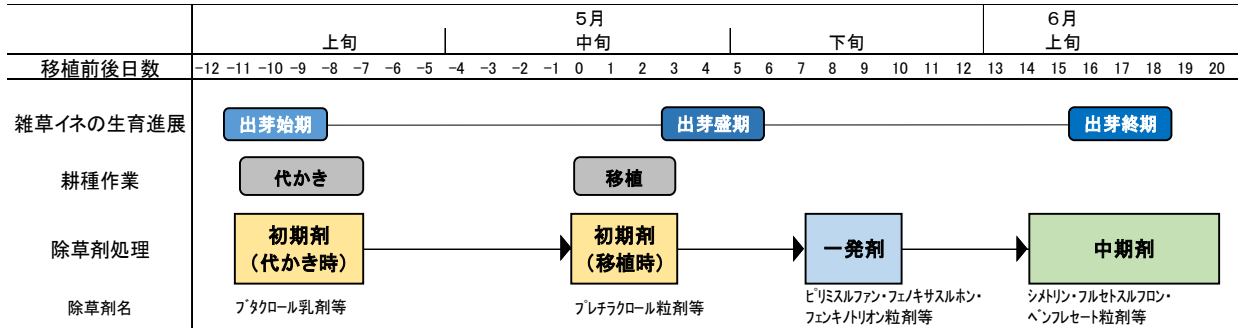 5月 6月
上旬 中旬 下旬 上旬
移植前後日数 -12 -11 -10 -9 -8 -7 -6 -5 -4 -3 -2 -1 0 1 2 3 4 5 6 7 8 9 10 11 12 13 14 15 16 17 18 19 20
雑草イネの生育進展 出芽始期 出芽盛期 出芽終期
耕種作業 代かき 移植
除草剤処理 初期剤 初期剤 一発剤 中期剤
(代かき時) (移植時)
除草剤名 ブタクロール乳剤等 プレチラクロール粒剤等 ピリミスルファン・フェノキサスルホン・ シメトリン・フルセトスルフロン・
フェンキノトリオン粒剤等 ベンフレセート粒剤等